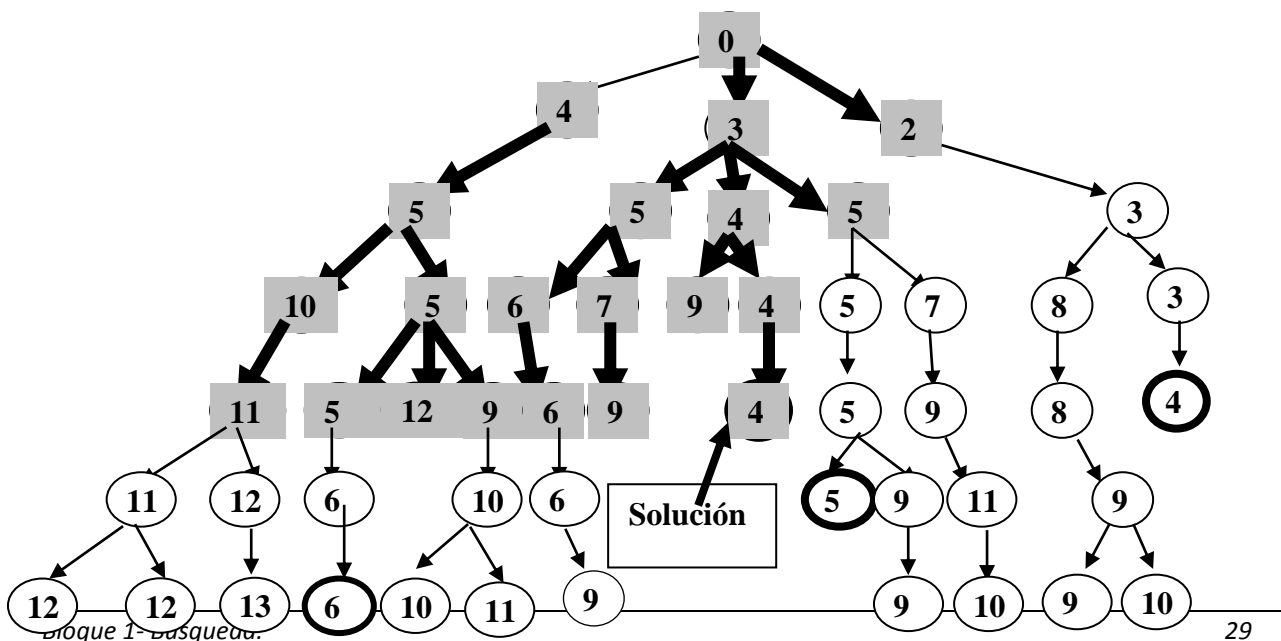 0
4 3 2
5 5 4 5 3
10 5 6 7 9 4 5 7 8 3
11 5 12 9 6 9 4 5 9 8 4
11 12 6 10 6 Solución 5 9 11 9
12 12 13 6 10 11 9 9 10 9 10
Bloque 1- Búsqueda. 29